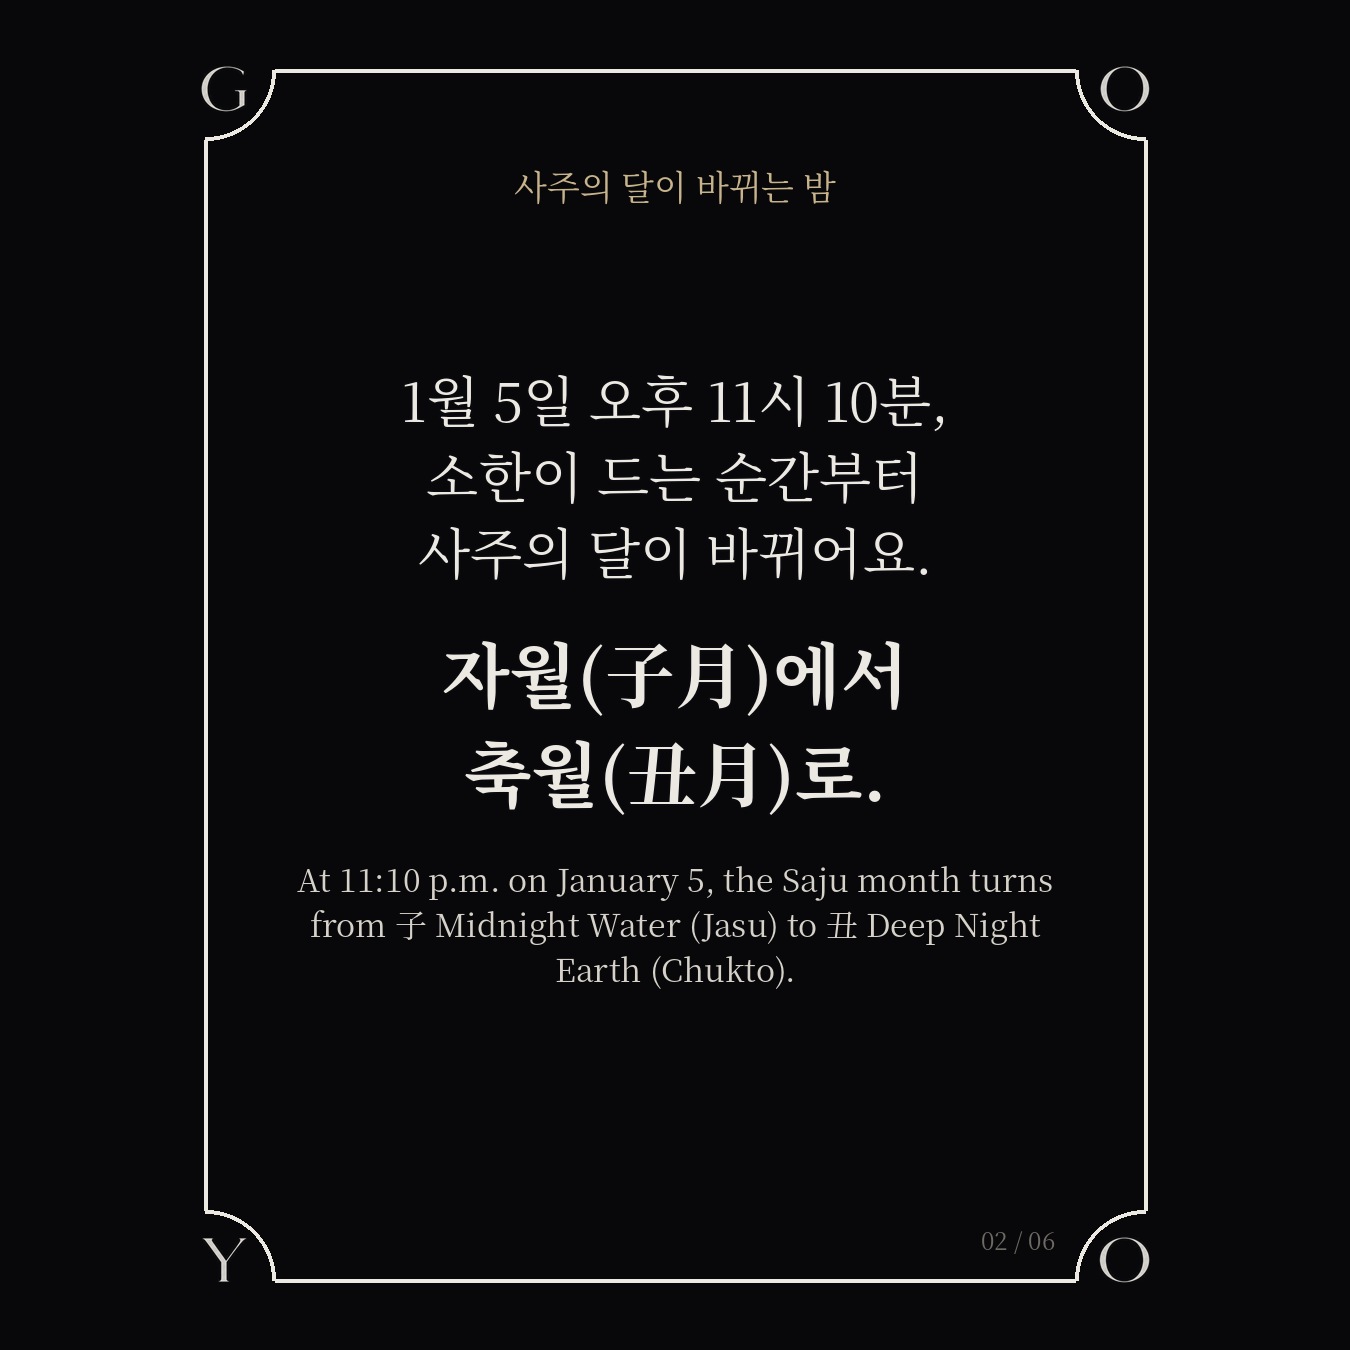 G O
사주의 달이 바뀌는 밤
1월 5일 오후 11시 10분,
소한이 드는 순간부터
사주의 달이 바뀌어요.
자월(子月)에서
축월(丑月)로.
At 11:10 p.m. on January 5, the Saju month turns
from 子 Midnight Water (Jasu) to 丑 Deep Night
Earth (Chukto).
02 / 06
Y O